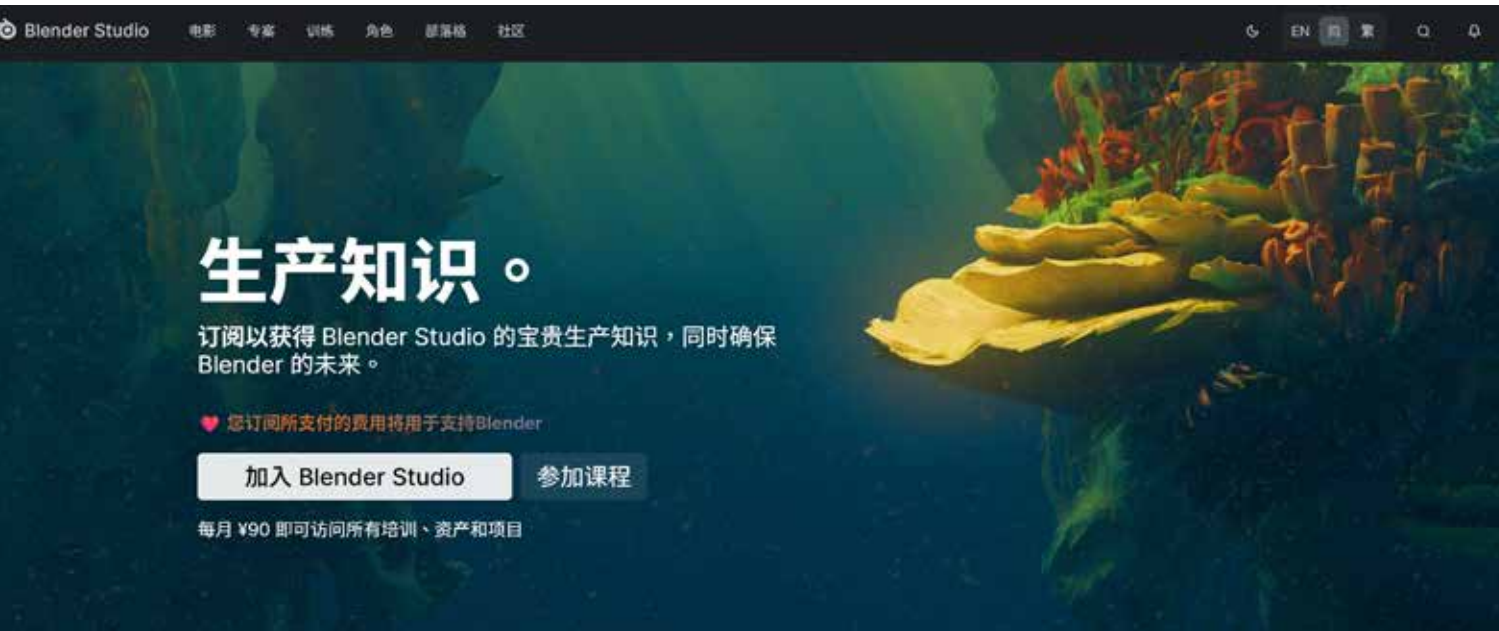 Blender Studio 电影 专案 训练 角色 部落格 社区 EN 简 繁
生产知识。
订阅以获得 Blender Studio 的宝贵生产知识,同时确保
Blender 的未来。
您订阅所支付的费用将用于支持Blender
加入 Blender Studio 参加课程
每月 ¥90 即可访问所有培训、资产和项目